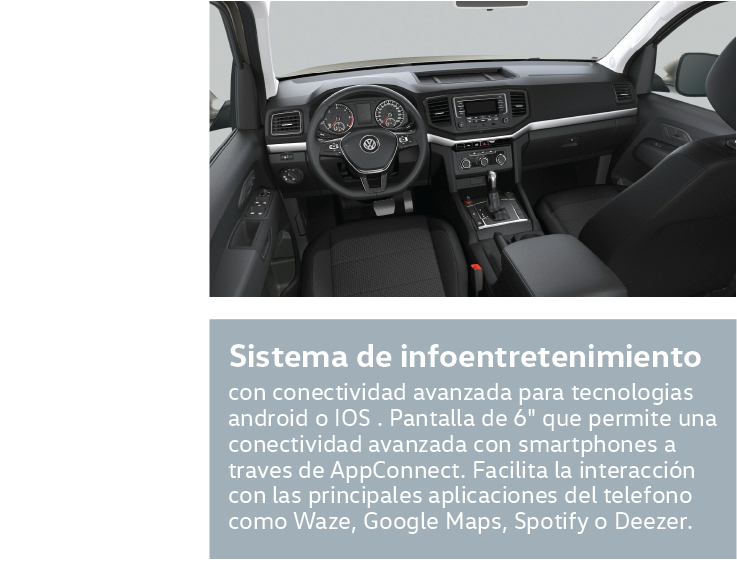 Sistema de infoentretenimiento
con conectividad avanzada para tecnologias
android o IOS . Pantalla de 6" que permite una
conectividad avanzada con smartphones a
traves de AppConnect. Facilita la interacción
con las principales aplicaciones del telefono
como Waze, Google Maps, Spotify o Deezer.